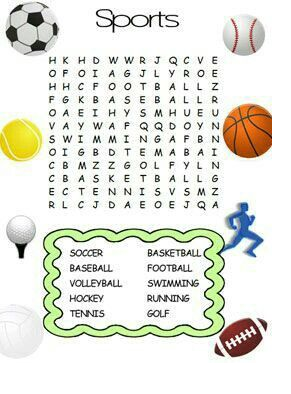 Sports
H K H D W W R J Q C V E
O F O I A G J L Y R O E
H H C F O O T B A L L Z
F G K B A S E B A L L R
O A E I H Y S M H U E U
V A Y W A F Q Q D O Y N
S W I M M I N G A F B N
O I G B D T E M A B A I
C B M Z Z G O L F Y L N
C B A S K E T B A L L G
E C T E N N I S V S M Z
R L C J D A E O E J Q A
SOCCER BASKETBALL
BASEBALL FOOTBALL
VOLLEYBALL SWIMMING
HOCKEY RUNNING
TENNIS GOLF